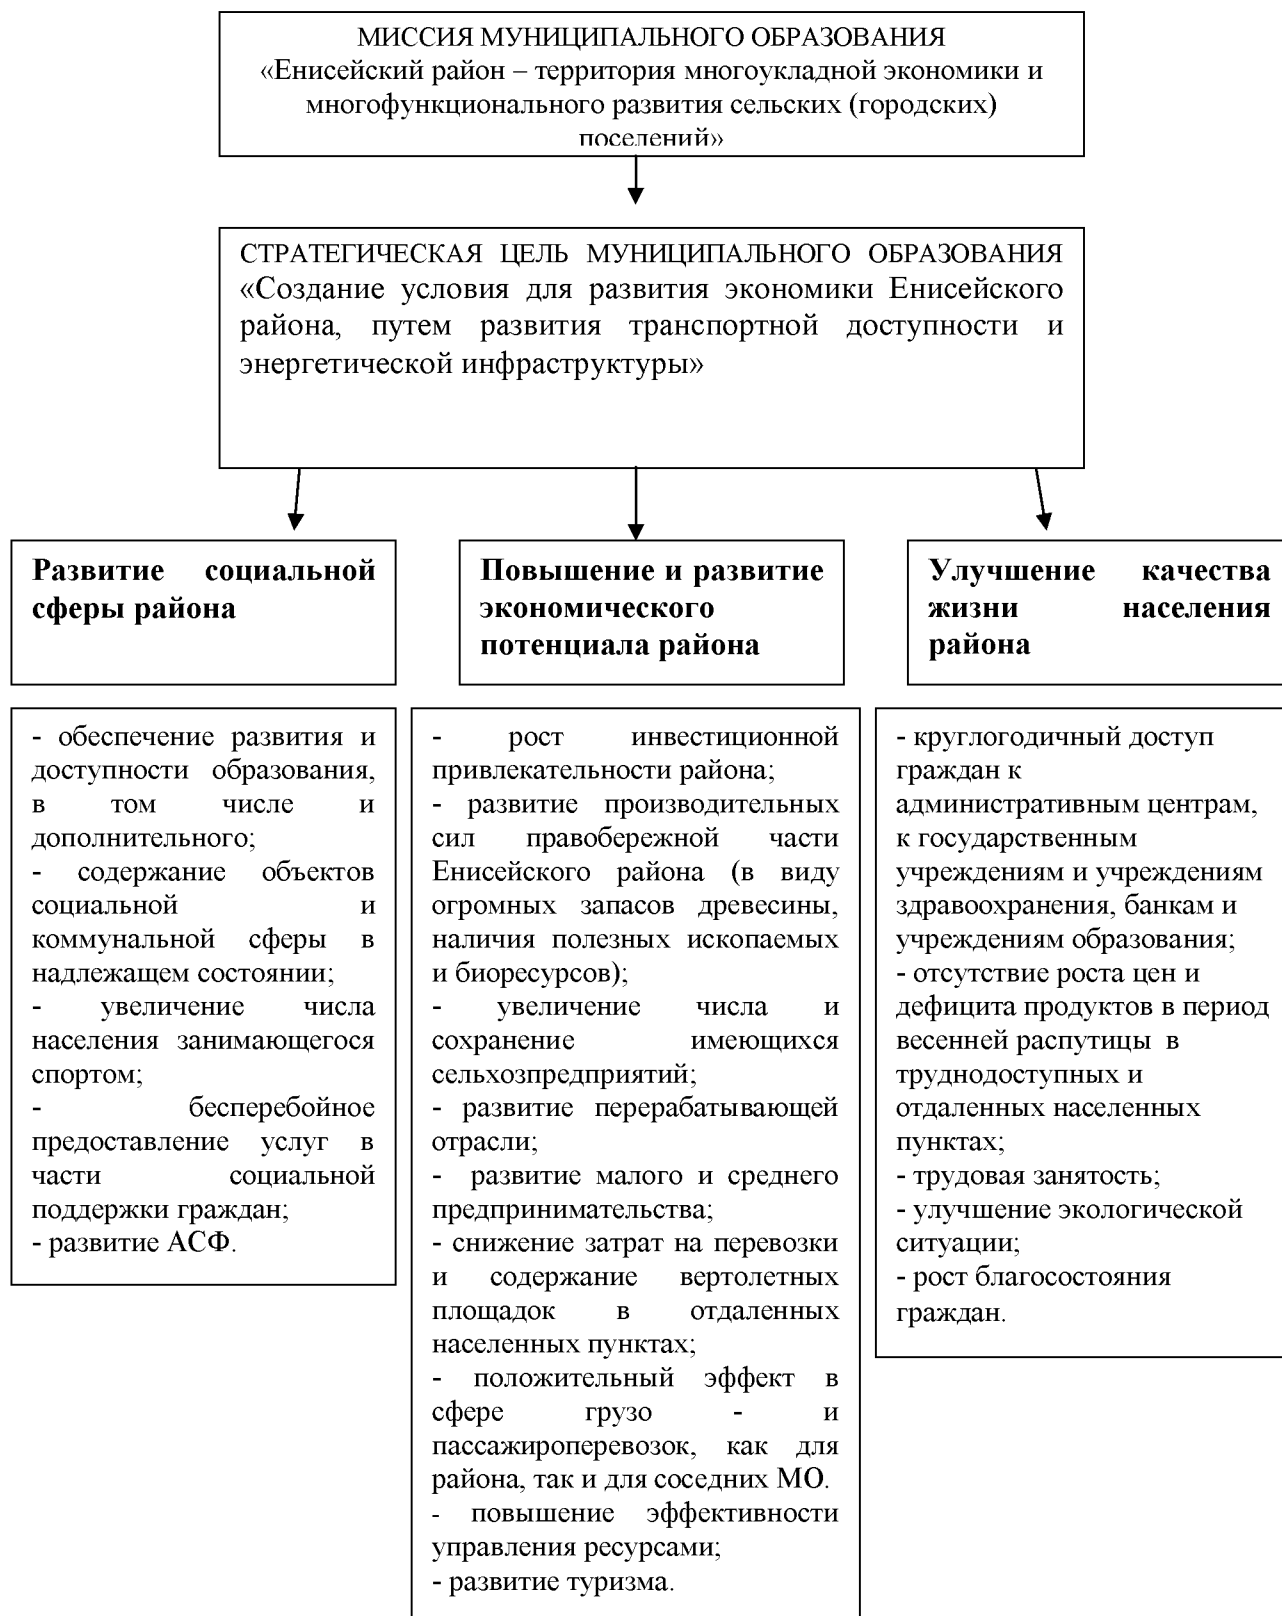 МИССИЯ МУНИЦИПАЛЬНОГО ОБРАЗОВАНИЯ
«Енисейский район – территория многоукладной экономики и
многофункционального развития сельских (городских)
поселений»
СТРАТЕГИЧЕСКАЯ ЦЕЛЬ МУНИЦИПАЛЬНОГО ОБРАЗОВАНИЯ
«Создание условия для развития экономики Енисейского
района, путем развития транспортной доступности и
энергетической инфраструктуры»
Развитие социальной
сферы района
Повышение и развитие
экономического
потенциала района
Улучшение качества
жизни населения
района
- обеспечение развития и
доступности образования,
в том числе и
дополнительного;
- содержание объектов
социальной и
коммунальной сферы в
надлежащем состоянии;
- увеличение числа
населения занимающегося
спортом;
- бесперебойное
предоставление услуг в
части социальной
поддержки граждан;
- развитие АСФ.
- рост инвестиционной
привлекательности района;
- развитие производительных
сил правобережной части
Енисейского района (в виду
огромных запасов древесины,
наличия полезных ископаемых
и биоресурсов);
- увеличение числа и
сохранение имеющихся
сельхозпредприятий;
- развитие перерабатывающей
отрасли;
- развитие малого и среднего
предпринимательства;
- снижение затрат на перевозки
и содержание вертолетных
площадок в отдаленных
населенных пунктах;
- положительный эффект в
сфере грузо - и
пассажироперевозок, как для
района, так и для соседних МО.
- повышение эффективности
управления ресурсами;
- развитие туризма.
- круглогодичный доступ
граждан к
административным центрам,
к государственным
учреждениям и учреждениям
здравоохранения, банкам и
учреждениям образования;
- отсутствие роста цен и
дефицита продуктов в период
весенней распутицы в
труднодоступных и
отдаленных населенных
пунктах;
- трудовая занятость;
- улучшение экологической
ситуации;
- рост благосостояния
граждан.